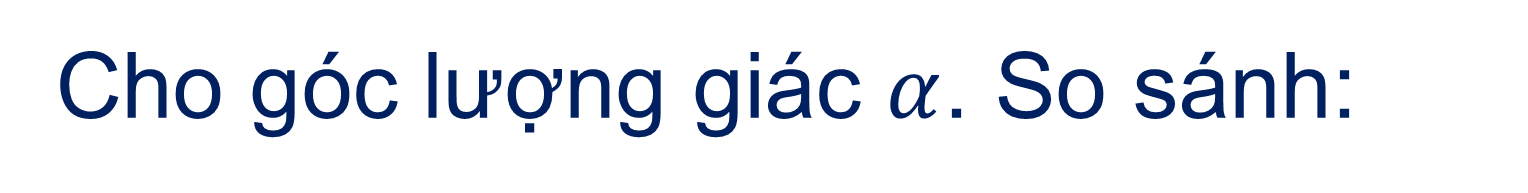 Cho góc lượng giác 𝛼. So sánh: